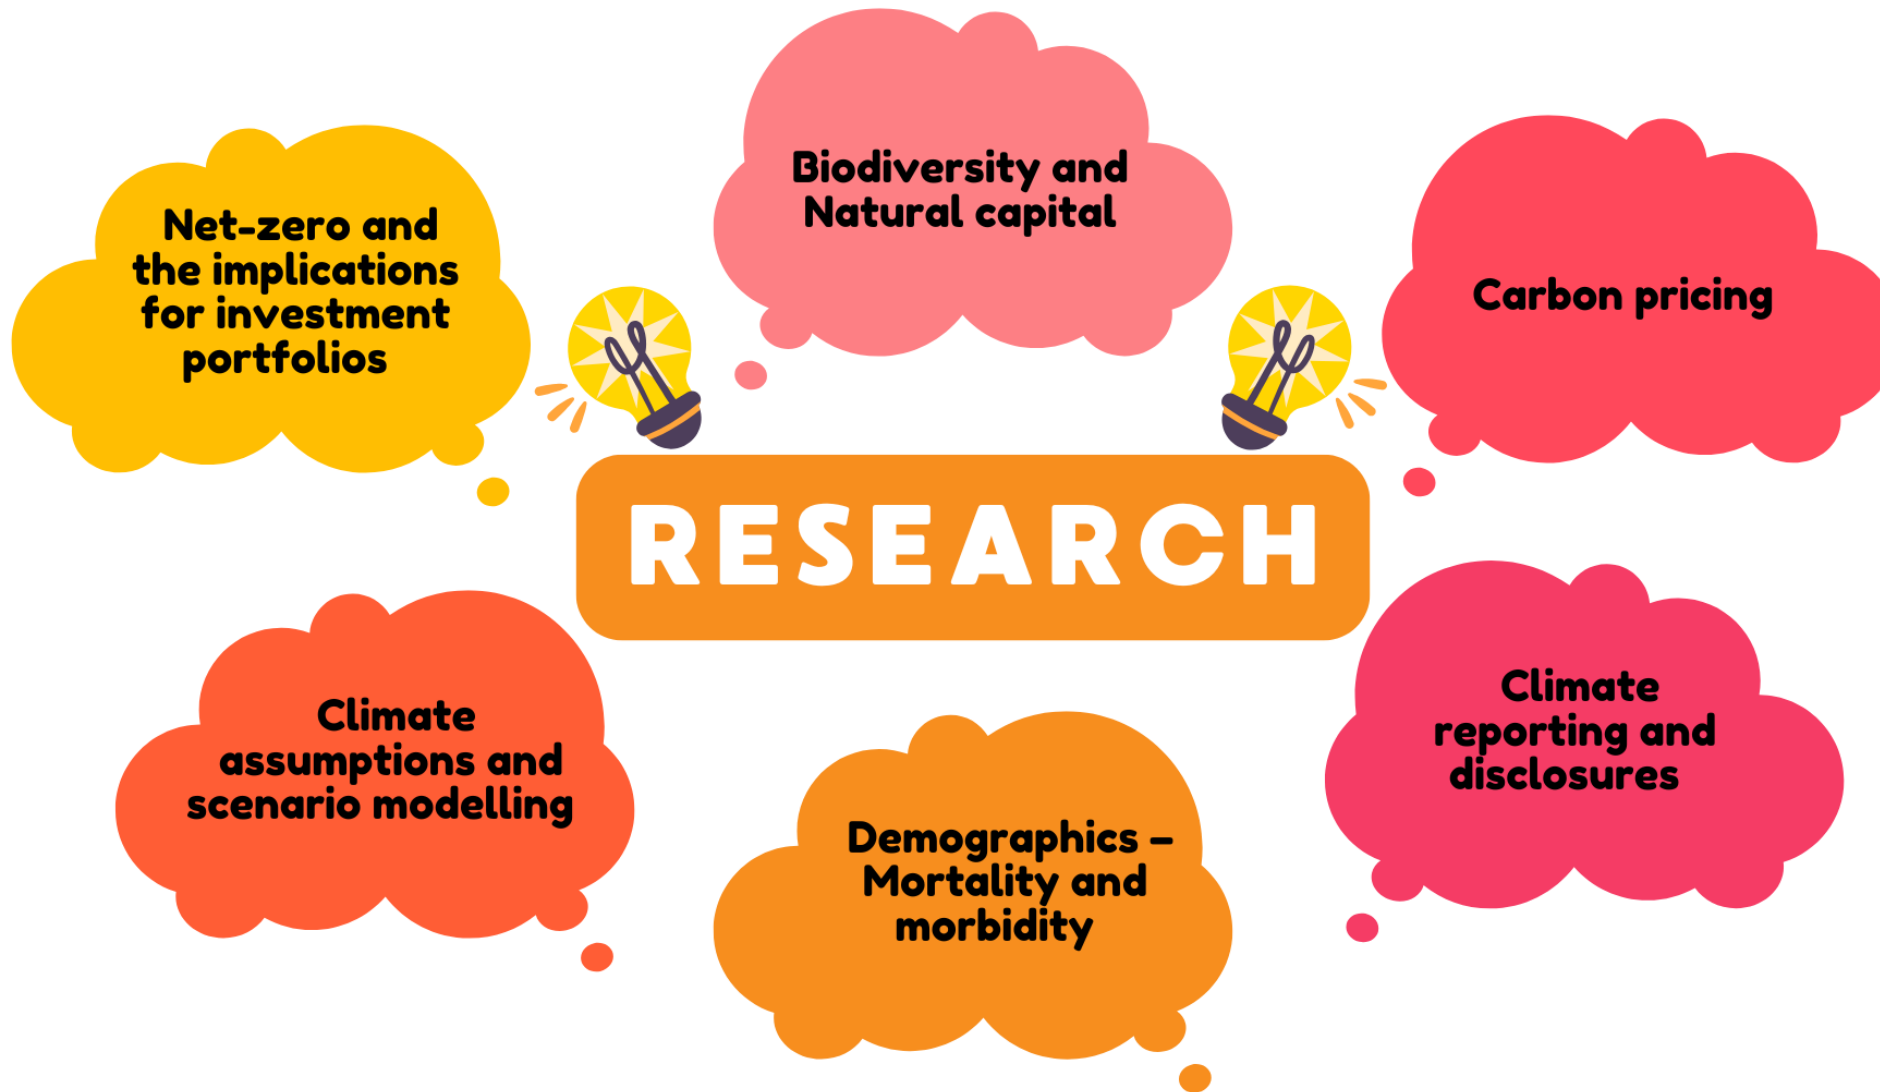 Biodiversity and
Natural capital
Net-zero and
the implications
for investment
portfolios
Carbon pricing
RESEARCH
Climate
assumptions and
scenario modelling
Demographics –
Mortality and
morbidity
Climate
reporting and
disclosures